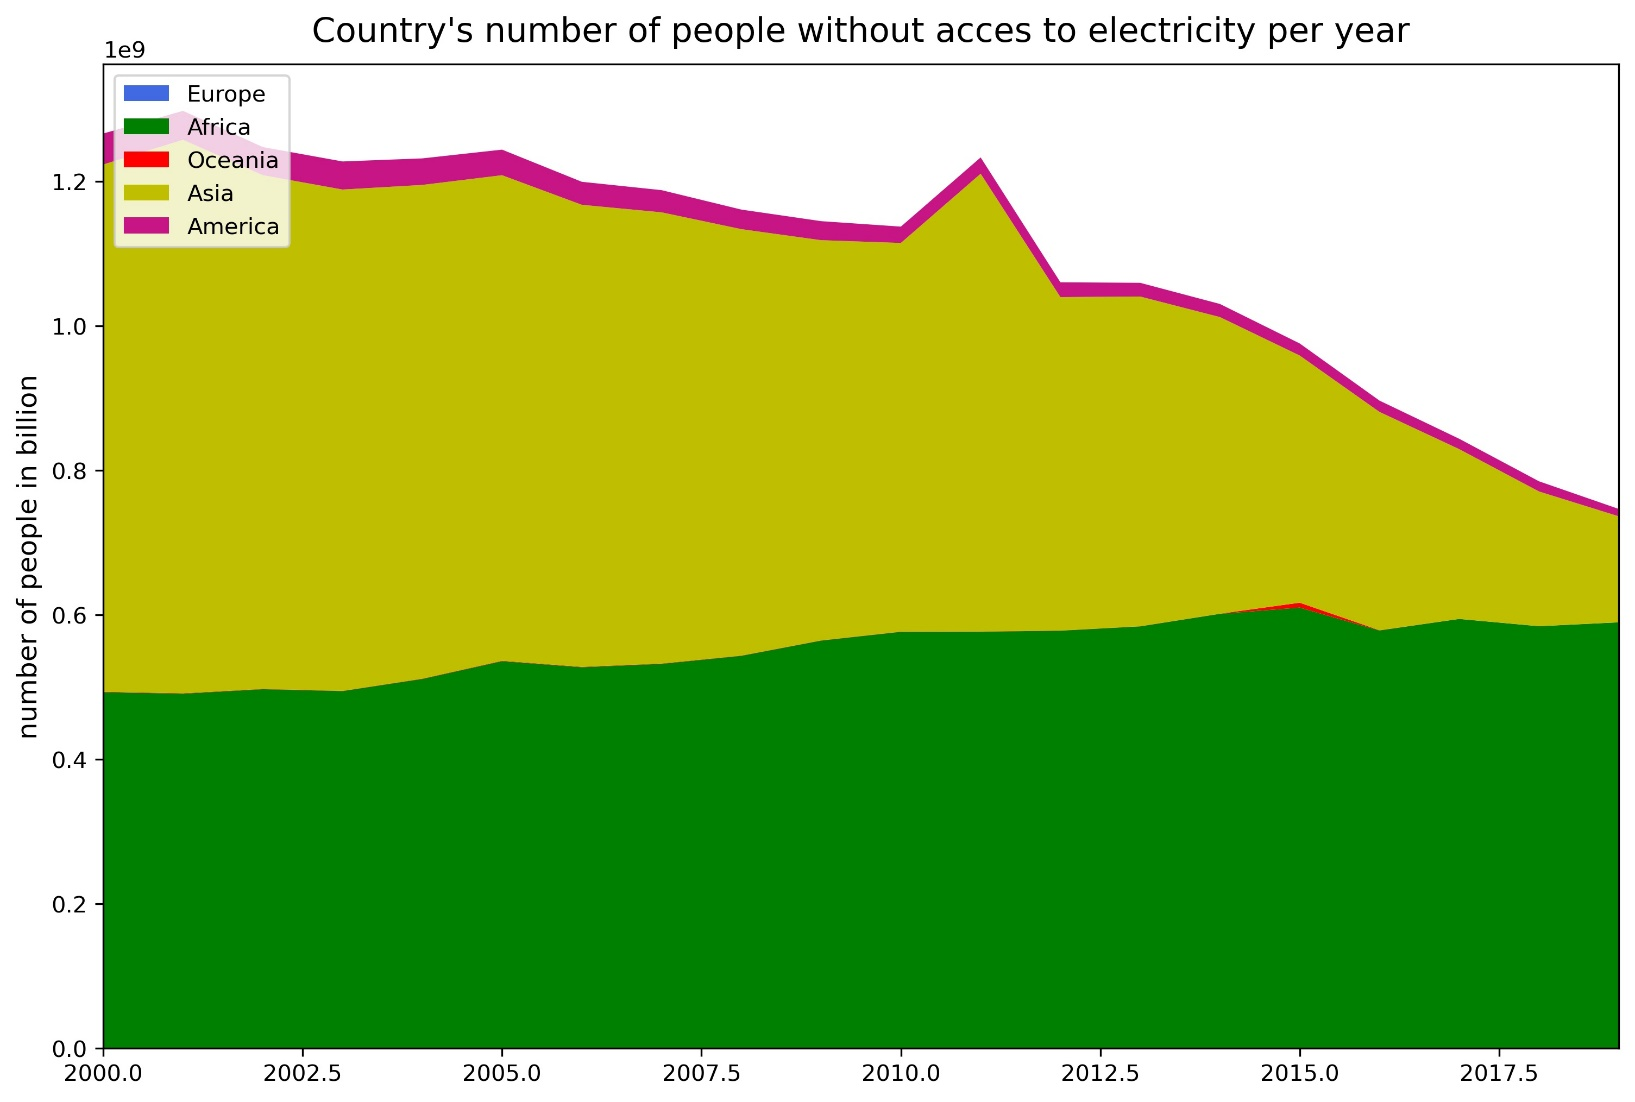 Country's number of people without acces to electricity per year
1e9
Europe
Africa
Oceania
Asia
America
1.2
1.0
0.8
0.6
0.4
0.2
0.0
number of people in billion
2000.0 2002.5 2005.0 2007.5 2010.0 2012.5 2015.0 2017.5